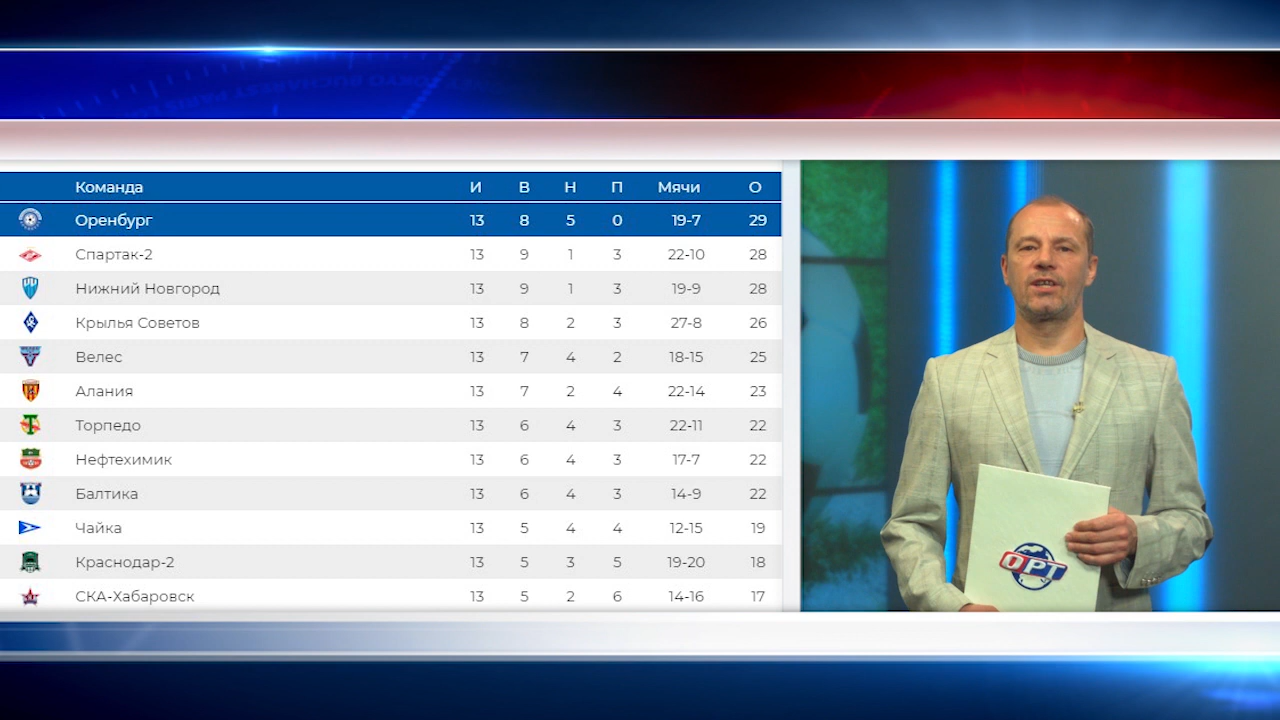 Команда И В Н П Мячи О
Оренбург 13 8 5 0 19-7 29
Спартак-2 13 9 1 3 22-10 28
Нижний Новгород 13 9 1 3 19-9 28
Крылья Советов 13 8 2 3 27-8 26
Велес 13 7 4 2 18-15 25
Алания 13 7 2 4 22-14 23
Торпедо 13 6 4 3 22-11 22
Нефтехимик 13 6 4 3 17-7 22
Балтика 13 6 4 3 14-9 22
Чайка 13 5 4 4 12-15 19
Краснодар-2 13 5 3 5 19-20 18
СКА-Хабаровск 13 5 2 6 14-16 17
ОРТ